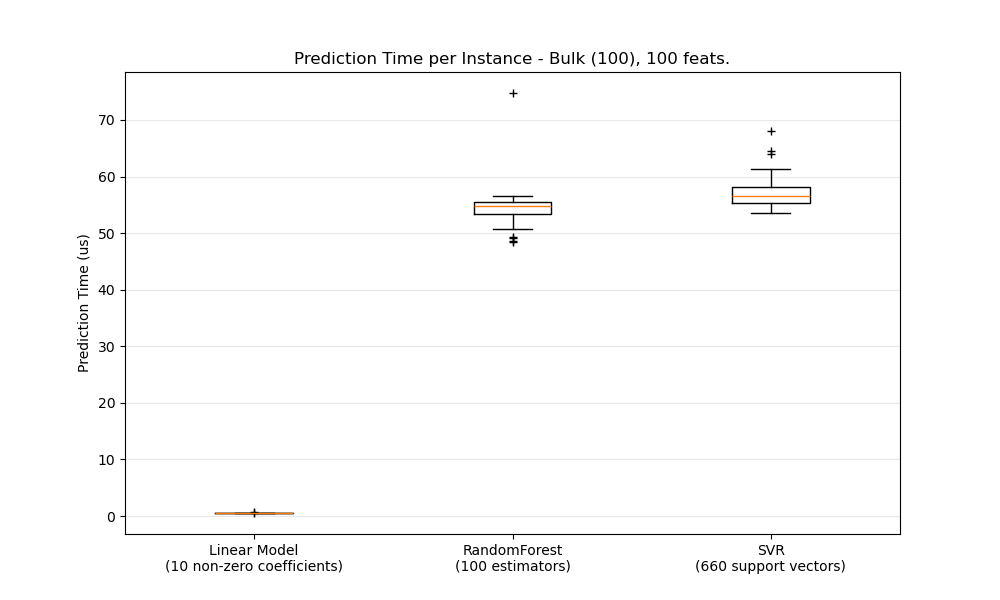 Prediction Time per Instance - Bulk (100), 100 feats.
Prediction Time (us)
70
60
50
40
30
20
10
0
Linear Model
(10 non-zero coefficients)
RandomForest
(100 estimators)
SVR
(660 support vectors)